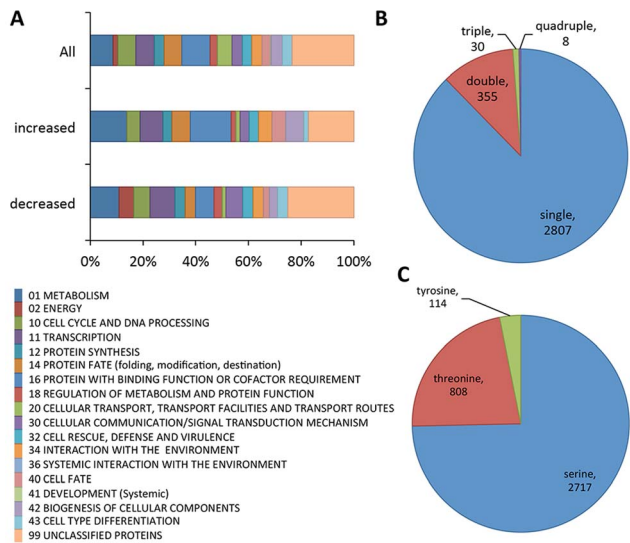 A
All
increased
decreased
0% 20% 40% 60% 80% 100%
01 METABOLISM
02 ENERGY
10 CELL CYCLE AND DNA PROCESSING
11 TRANSCRIPTION
12 PROTEIN SYNTHESIS
14 PROTEIN FATE (folding, modification, destination)
16 PROTEIN WITH BINDING FUNCTION OR COFACTOR REQUIREMENT
18 REGULATION OF METABOLISM AND PROTEIN FUNCTION
20 CELLULAR TRANSPORT, TRANSPORT FACILITIES AND TRANSPORT ROUTES
30 CELLULAR COMMUNICATION/SIGNAL TRANSDUCTION MECHANISM
32 CELL RESCUE, DEFENSE AND VIRULENCE
34 INTERACTION WITH THE ENVIRONMENT
36 SYSTEMIC INTERACTION WITH THE ENVIRONMENT
40 CELL FATE
41 DEVELOPMENT (Systemic)
42 BIOGENESIS OF CELLULAR COMPONENTS
43 CELL TYPE DIFFERENTIATION
99 UNCLASSIFIED PROTEINS
B
triple,
30
quadruple,
8
double,
355
single,
2807
C
tyrosine,
114
threonine,
808
serine,
2717